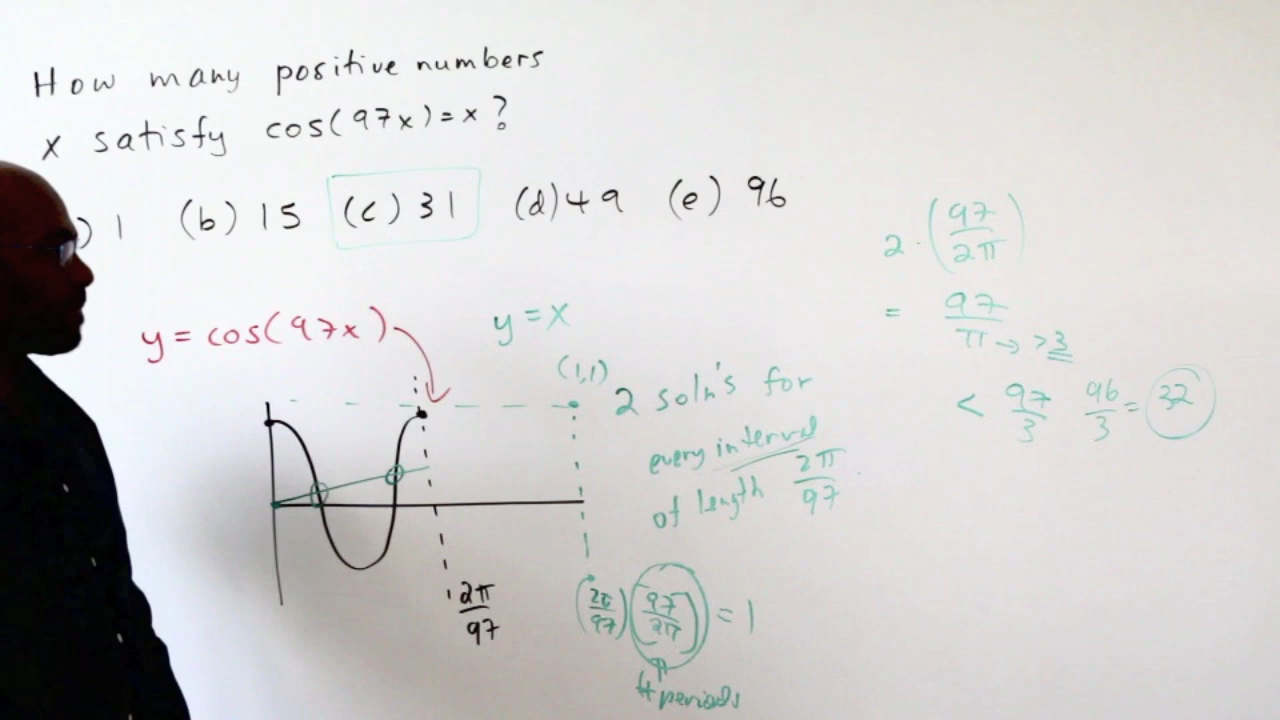 How many positive numbers
x satisfy cos(97x)=x?
) 1 (b) 15 (c) 31 (d) 49 (e) 96
y = cos(97x)
y = x
(1,1)
2 soln's for
every interval
of length 2π/97
2π/97
(2π/97)(97/2π) = 1
# periods
2·(97/2π)
= 97/π → >3
< 97/3 96/3 = 32